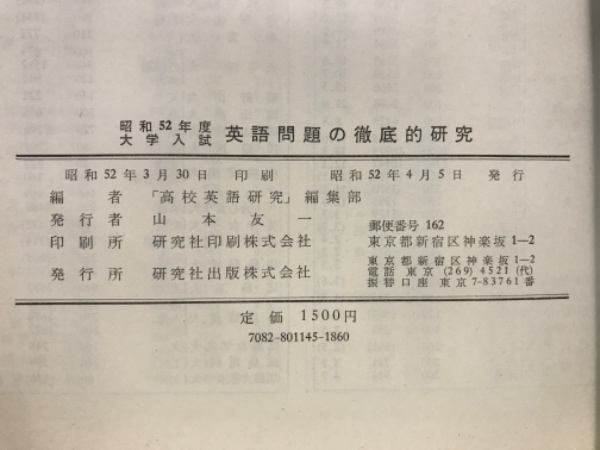 昭和52年度
大学入試 英語問題の徹底的研究
昭和52年3月30日 印刷 昭和52年4月5日 発行
編者 「高校英語研究」編集部
発行者 山本友一
郵便番号 162
印刷所 研究社印刷株式会社 東京都新宿区神楽坂1-2
発行所 研究社出版株式会社 東京都新宿区神楽坂1-2
電話 東京 (269) 4521 (代)
振替口座 東京 7-83761番
定価 1500円
7082-801145-1860